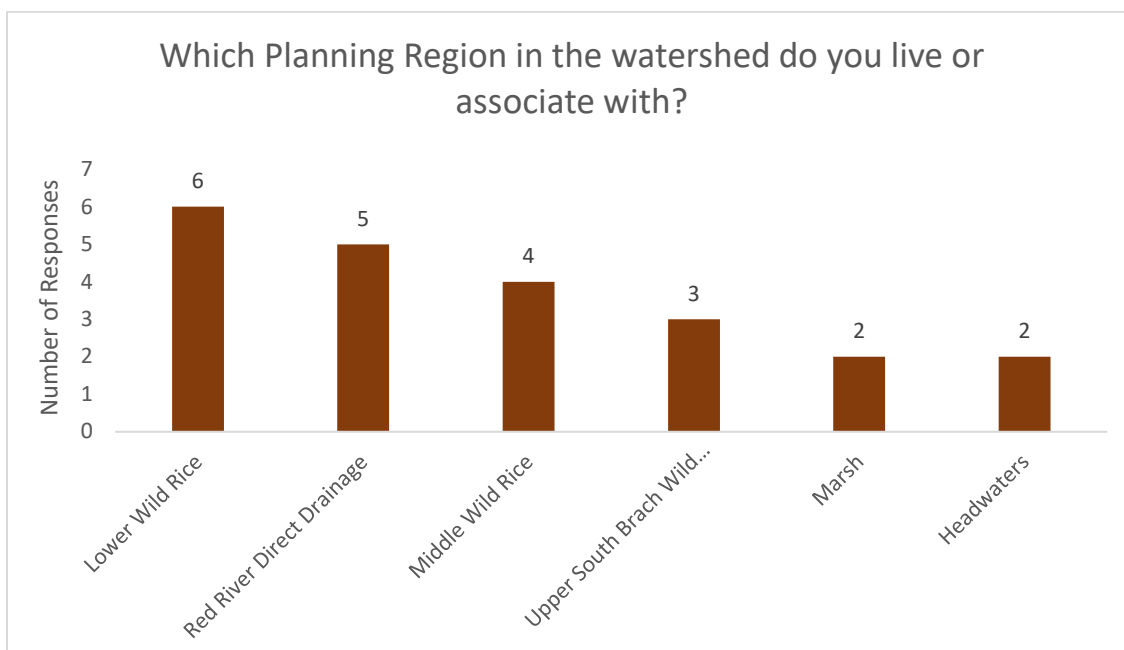 Which Planning Region in the watershed do you live or
associate with?
Number of Responses
7
6
5
4
3
2
1
0
6
5
4
3
2
2
Lower Wild Rice
Red River Direct Drainage
Middle Wild Rice
Upper South Brach Wild...
Marsh
Headwaters